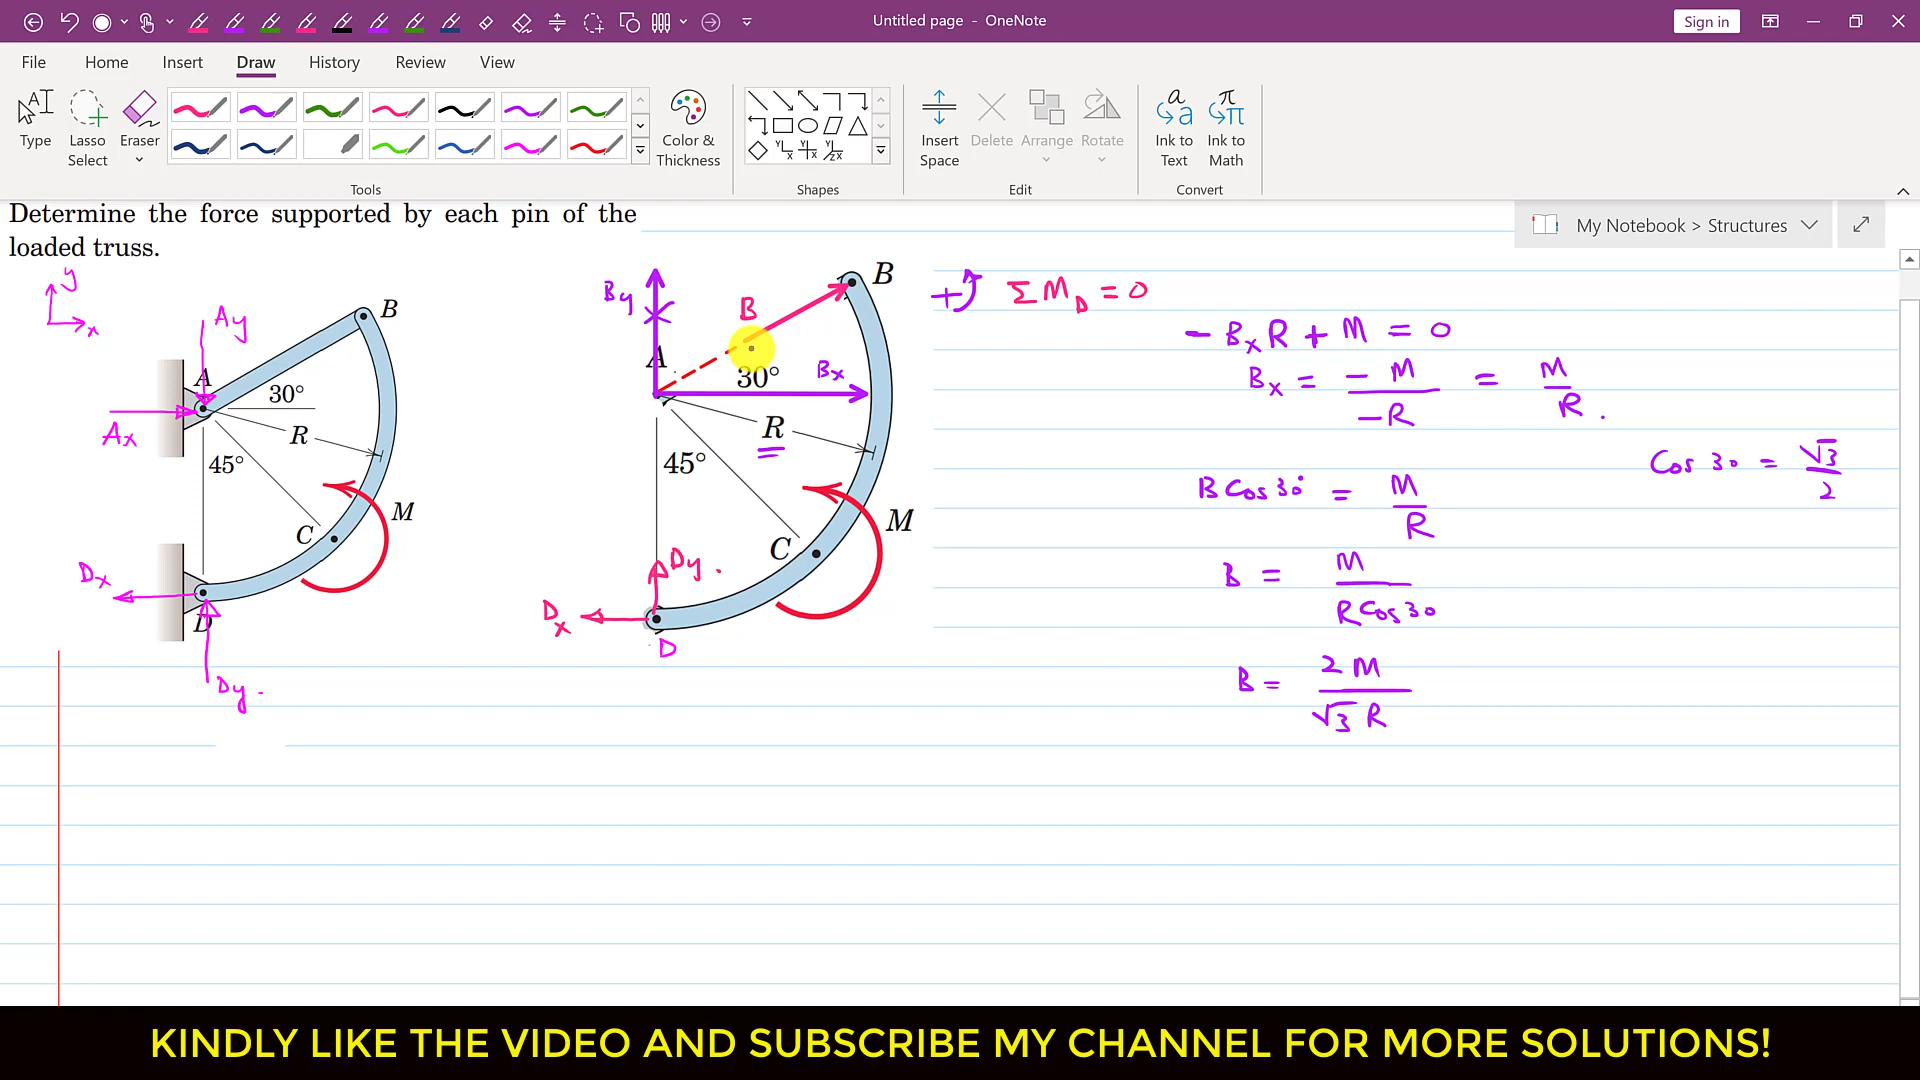 Untitled page - OneNote
Sign in
File Home Insert Draw History Review View
Type
Lasso Select
Eraser
Color & Thickness
Insert Space
Delete
Arrange
Rotate
Ink to Text
Ink to Math
Tools
Shapes
Edit
Convert
My Notebook > Structures
Determine the force supported by each pin of the
loaded truss.
y
x
Ay
A
B
30°
Ax
R
45°
M
C
Dx
D
Dy.
By
B
B
A
30°
Bx
R
45°
M
C
Dy.
Dx
D
+ ΣM_D = 0
- BxR + M = 0
Bx = -M/-R = M/R.
Cos 30 = √3/2
B Cos 30° = M/R
B = M/RCos30
B = 2M/√3 R
KINDLY LIKE THE VIDEO AND SUBSCRIBE MY CHANNEL FOR MORE SOLUTIONS!